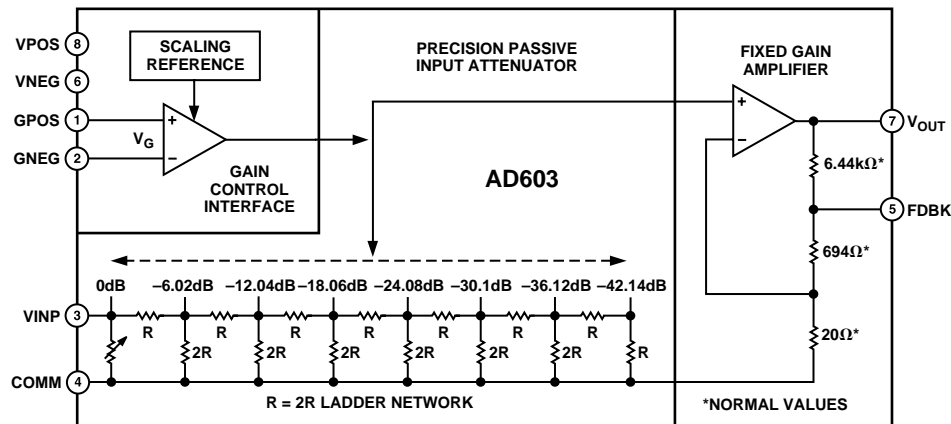 VPOS 8
VNEG 6
GPOS 1
GNEG 2
SCALING
REFERENCE
+
VG
−
GAIN
CONTROL
INTERFACE
PRECISION PASSIVE
INPUT ATTENUATOR
AD603
FIXED GAIN
AMPLIFIER
+
−
7 VOUT
6.44kΩ*
5 FDBK
694Ω*
20Ω*
0dB −6.02dB −12.04dB −18.06dB −24.08dB −30.1dB −36.12dB −42.14dB
VINP 3
R R R R R R R
2R 2R 2R 2R 2R 2R R
COMM 4
R = 2R LADDER NETWORK
*NORMAL VALUES